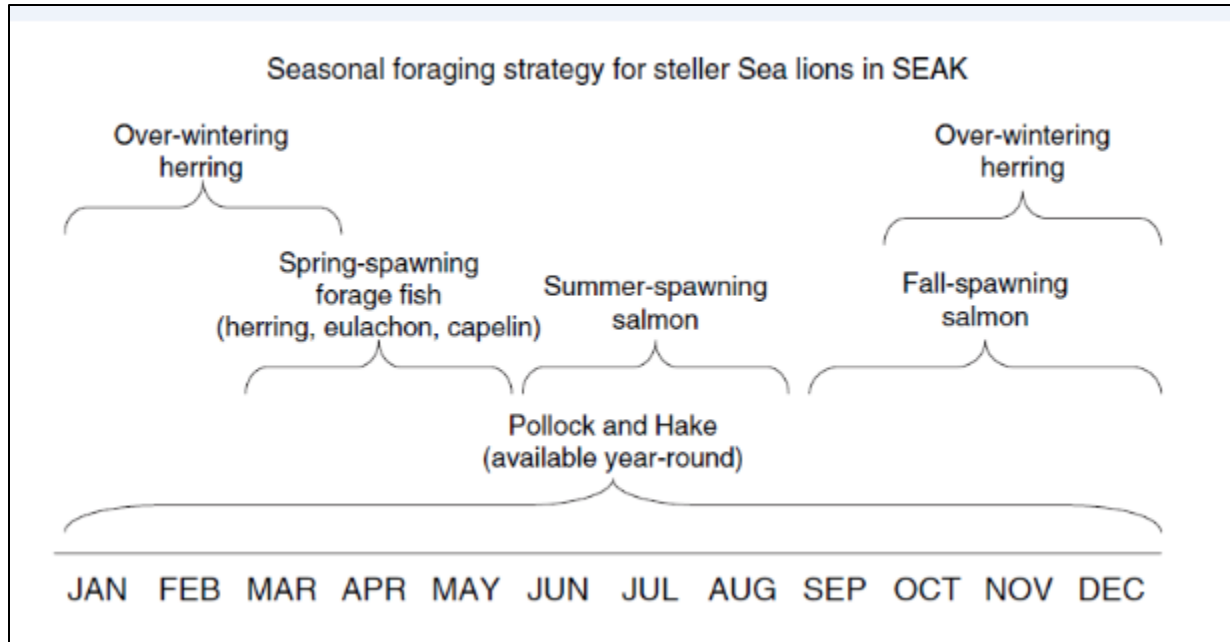 Seasonal foraging strategy for steller Sea lions in SEAK
Over-wintering
herring
Over-wintering
herring
Spring-spawning
forage fish
(herring, eulachon, capelin)
Summer-spawning
salmon
Fall-spawning
salmon
Pollock and Hake
(available year-round)
JAN FEB MAR APR MAY JUN JUL AUG SEP OCT NOV DEC